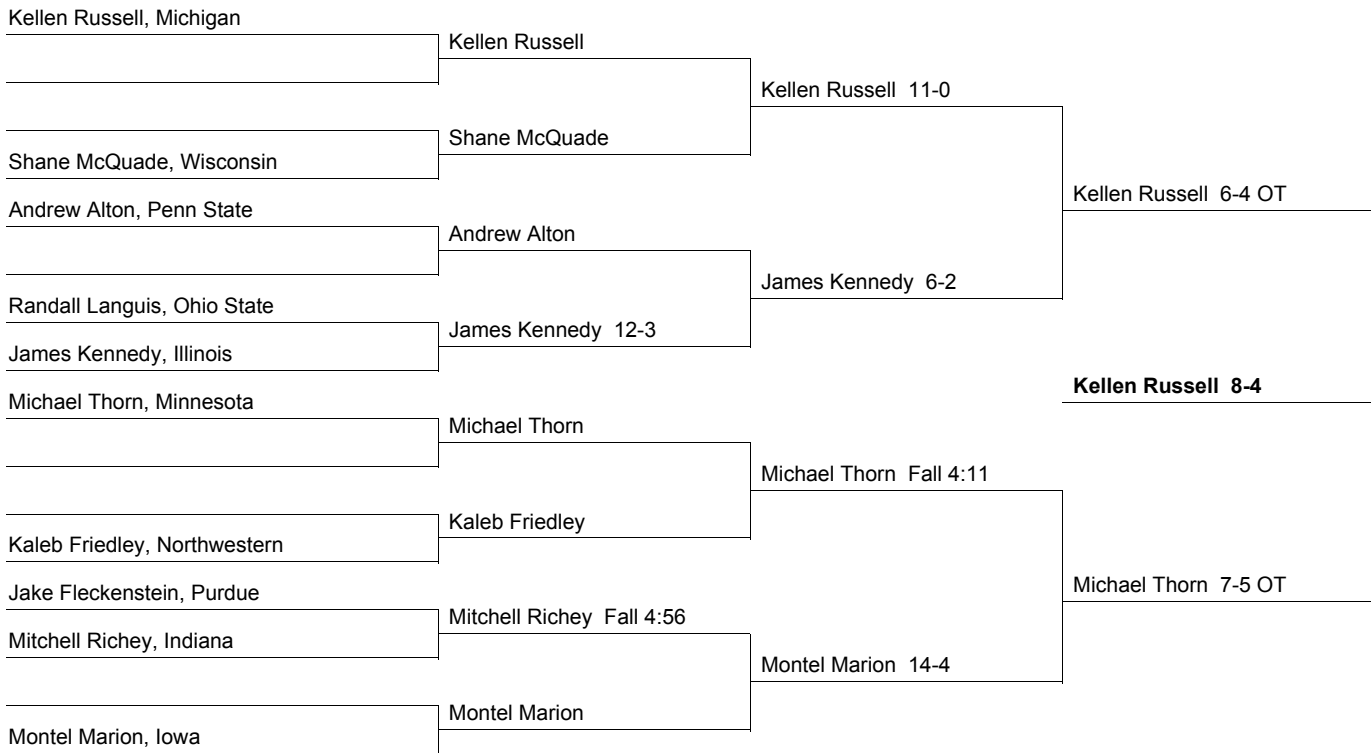 Kellen Russell, Michigan
Shane McQuade, Wisconsin
Andrew Alton, Penn State
Randall Languis, Ohio State
James Kennedy, Illinois
Michael Thorn, Minnesota
Kaleb Friedley, Northwestern
Jake Fleckenstein, Purdue
Mitchell Richey, Indiana
Montel Marion, Iowa
Kellen Russell
Shane McQuade
Andrew Alton
James Kennedy 12-3
Michael Thorn
Kaleb Friedley
Mitchell Richey Fall 4:56
Montel Marion
Kellen Russell 11-0
James Kennedy 6-2
Michael Thorn Fall 4:11
Montel Marion 14-4
Kellen Russell 6-4 OT
Kellen Russell 8-4
Michael Thorn 7-5 OT